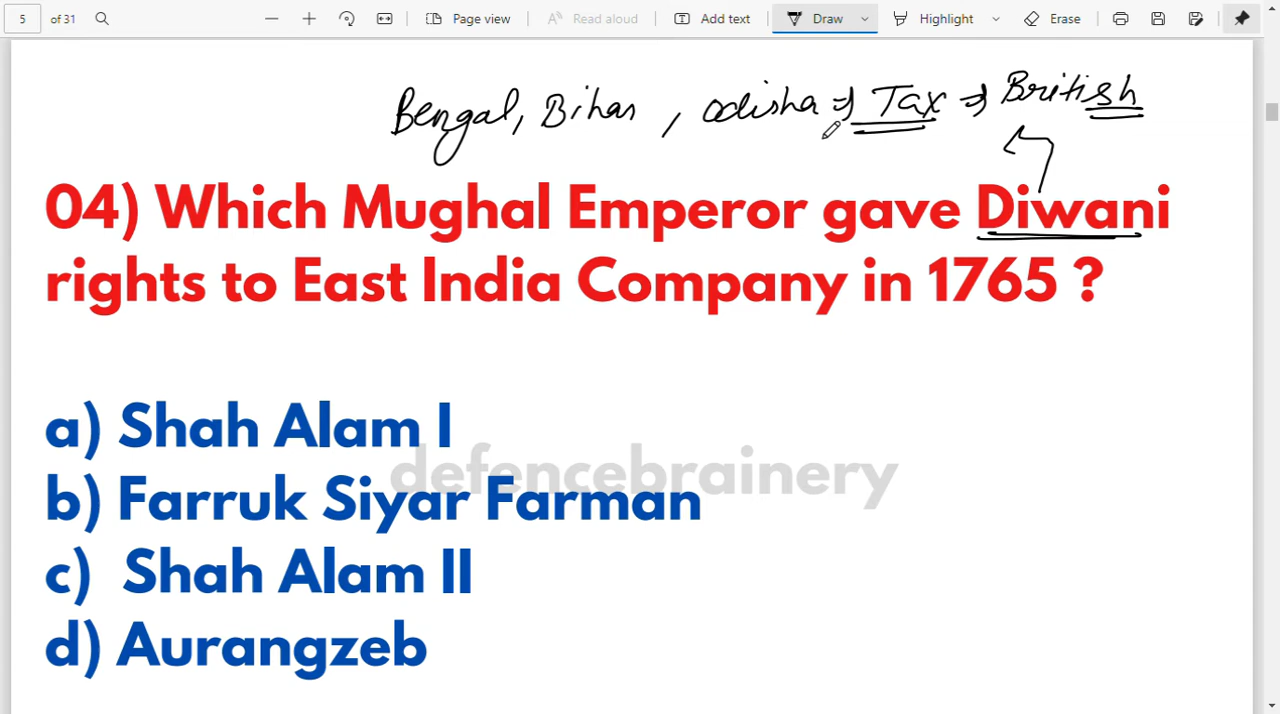 5 of 31 Page view Read aloud Add text Draw Highlight Erase
Bengal, Bihar, odisha ⇒ Tax ⇒ British
04) Which Mughal Emperor gave Diwani
rights to East India Company in 1765 ?
a) Shah Alam I
defencebrainery
b) Farruk Siyar Farman
c) Shah Alam II
d) Aurangzeb